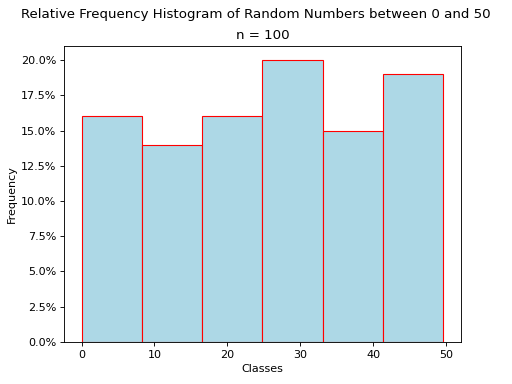 Relative Frequency Histogram of Random Numbers between 0 and 50
n = 100
20.0%
17.5%
15.0%
12.5%
10.0%
7.5%
5.0%
2.5%
0.0%
Frequency
0 10 20 30 40 50
Classes